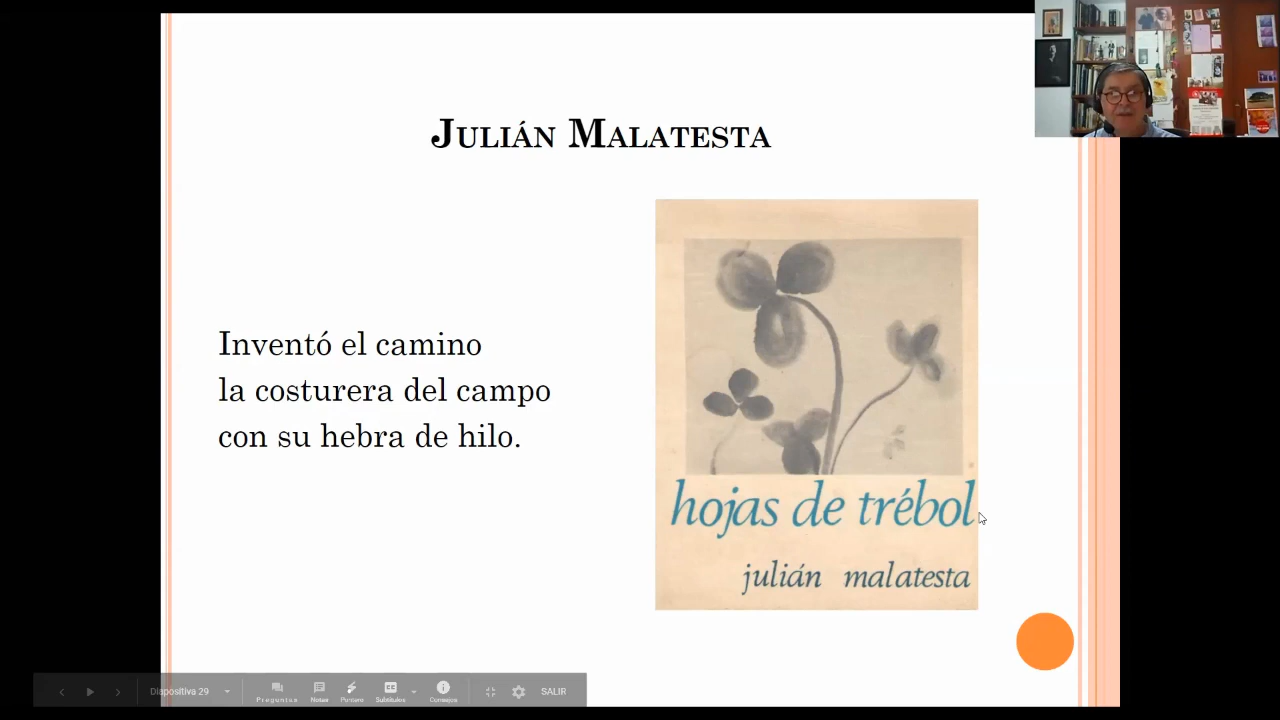 JULIÁN MALATESTA
Inventó el camino
la costurera del campo
con su hebra de hilo.
hojas de trébol
julián malatesta
Diapositiva 29
Preguntas
Notas
Puntero
Subtítulos
Consejos
SALIR